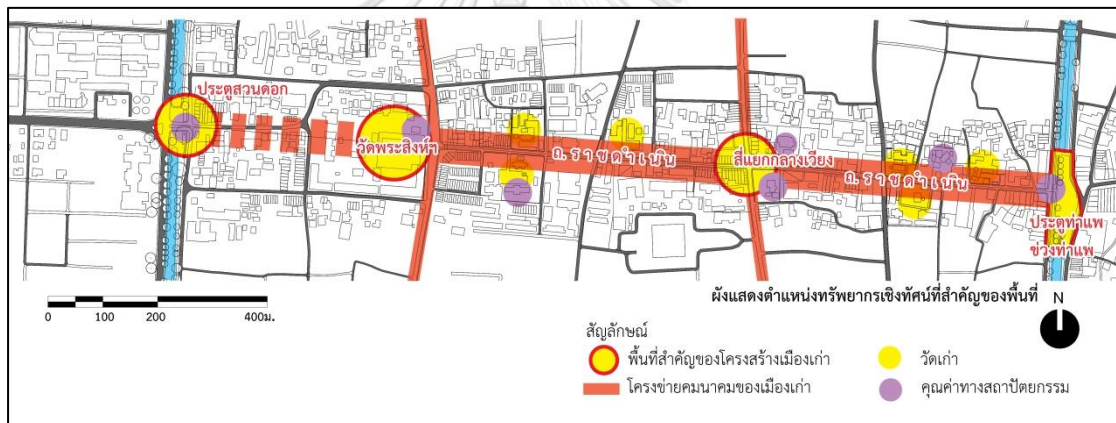 ประตูสวนดอก
วัดพระสิงห์ฯ
ถ.ราชดำเนิน
สี่แยกกลางเวียง
ถ.ราชดำเนิน
ประตูท่าแพ
ข่วงท่าแพ
ผังแสดงตำแหน่งทรัพยากรเชิงทัศน์ที่สำคัญของพื้นที่
N
0 100 200 400ม.
สัญลักษณ์
พื้นที่สำคัญของโครงสร้างเมืองเก่า
วัดเก่า
โครงข่ายคมนาคมของเมืองเก่า
คุณค่าทางสถาปัตยกรรม